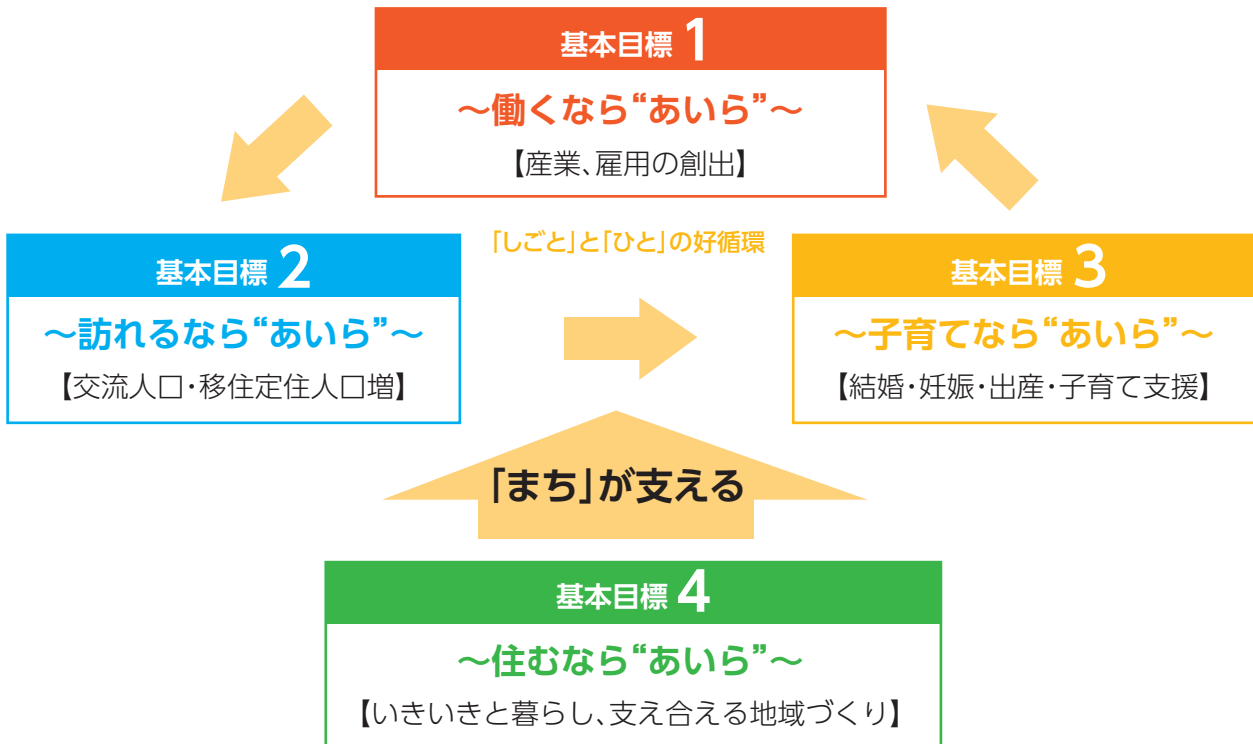 基本目標 1
～働くなら“あいら”～
【産業、雇用の創出】
「しごと」と「ひと」の好循環
基本目標 2
～訪れるなら“あいら”～
【交流人口・移住定住人口増】
基本目標 3
～子育てなら“あいら”～
【結婚・妊娠・出産・子育て支援】
「まち」が支える
基本目標 4
～住むなら“あいら”～
【いきいきと暮らし、支え合える地域づくり】